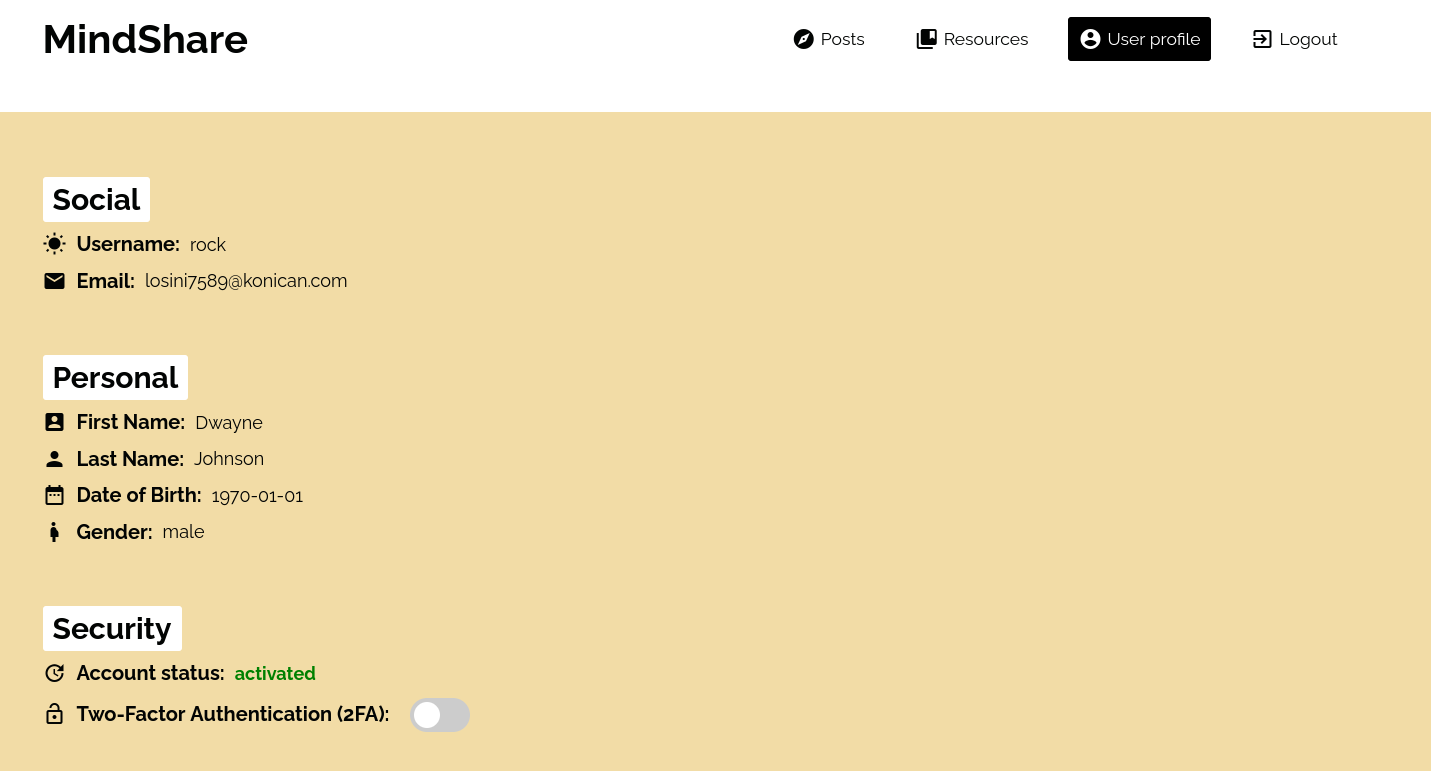 MindShare
Posts Resources User profile Logout
Social
Username: rock
Email: losini7589@konican.com
Personal
First Name: Dwayne
Last Name: Johnson
Date of Birth: 1970-01-01
Gender: male
Security
Account status: activated
Two-Factor Authentication (2FA):